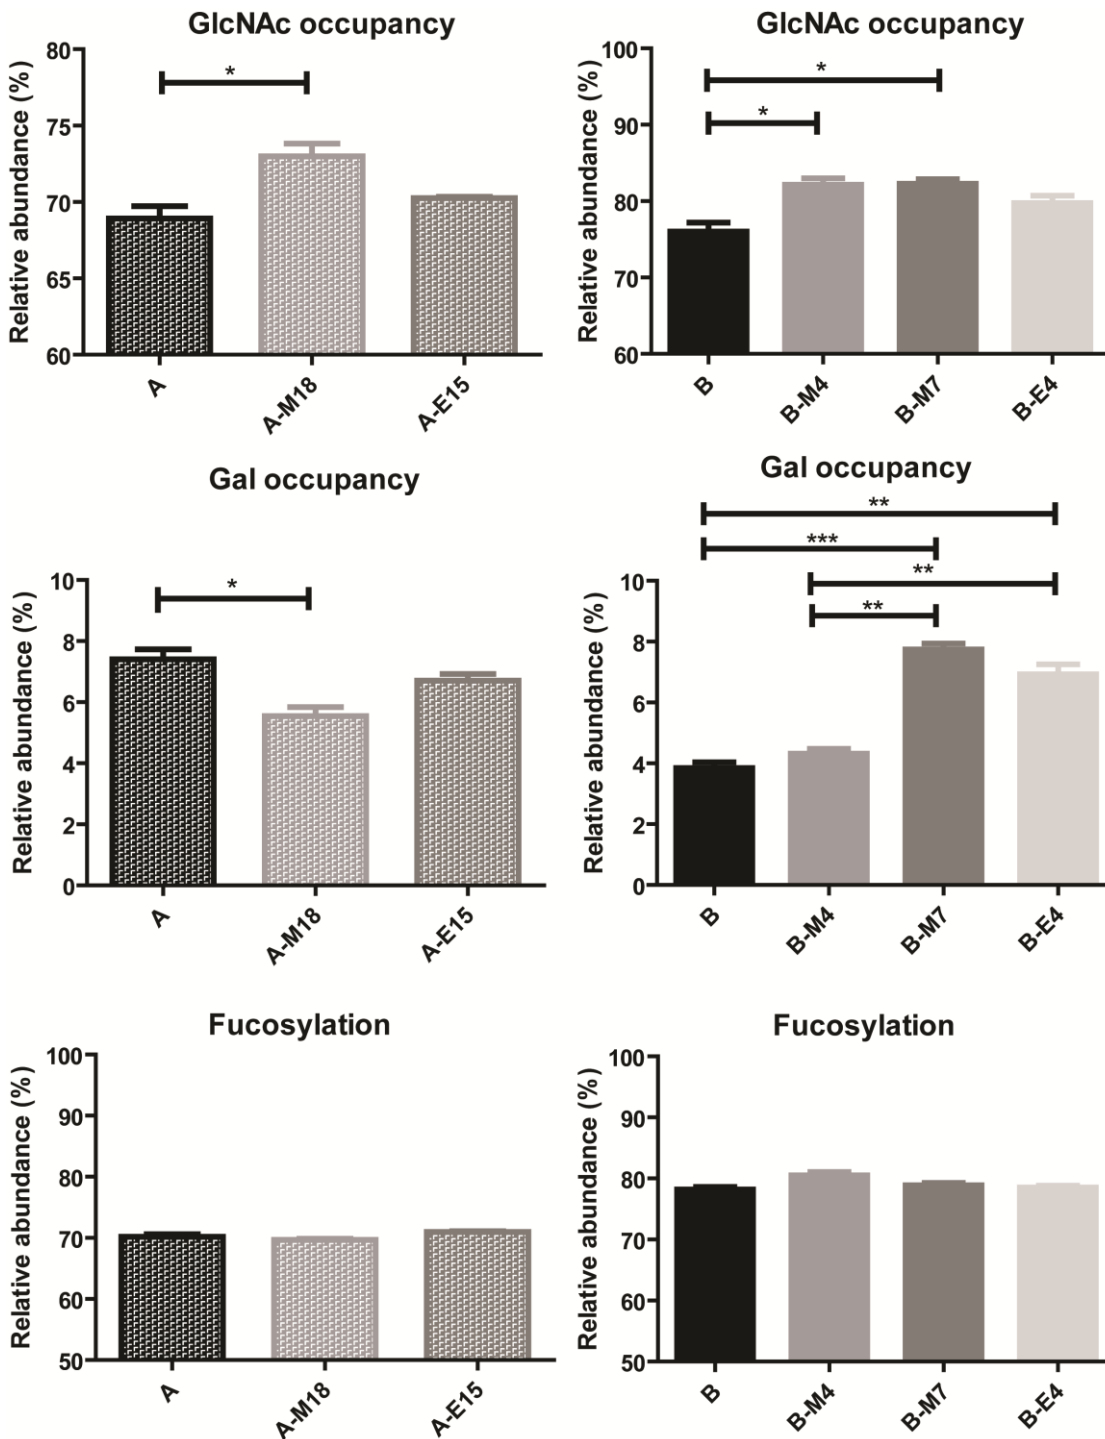 GlcNAc occupancy
Relative abundance (%)
80
75
70
65
60
*
A
A-M18
A-E15
GlcNAc occupancy
Relative abundance (%)
100
90
80
70
60
*
*
B
B-M4
B-M7
B-E4
Gal occupancy
Relative abundance (%)
10
8
6
4
2
0
*
A
A-M18
A-E15
Gal occupancy
Relative abundance (%)
10
8
6
4
2
0
**
***
**
**
B
B-M4
B-M7
B-E4
Fucosylation
Relative abundance (%)
100
90
80
70
60
50
A
A-M18
A-E15
Fucosylation
Relative abundance (%)
100
90
80
70
60
50
B
B-M4
B-M7
B-E4